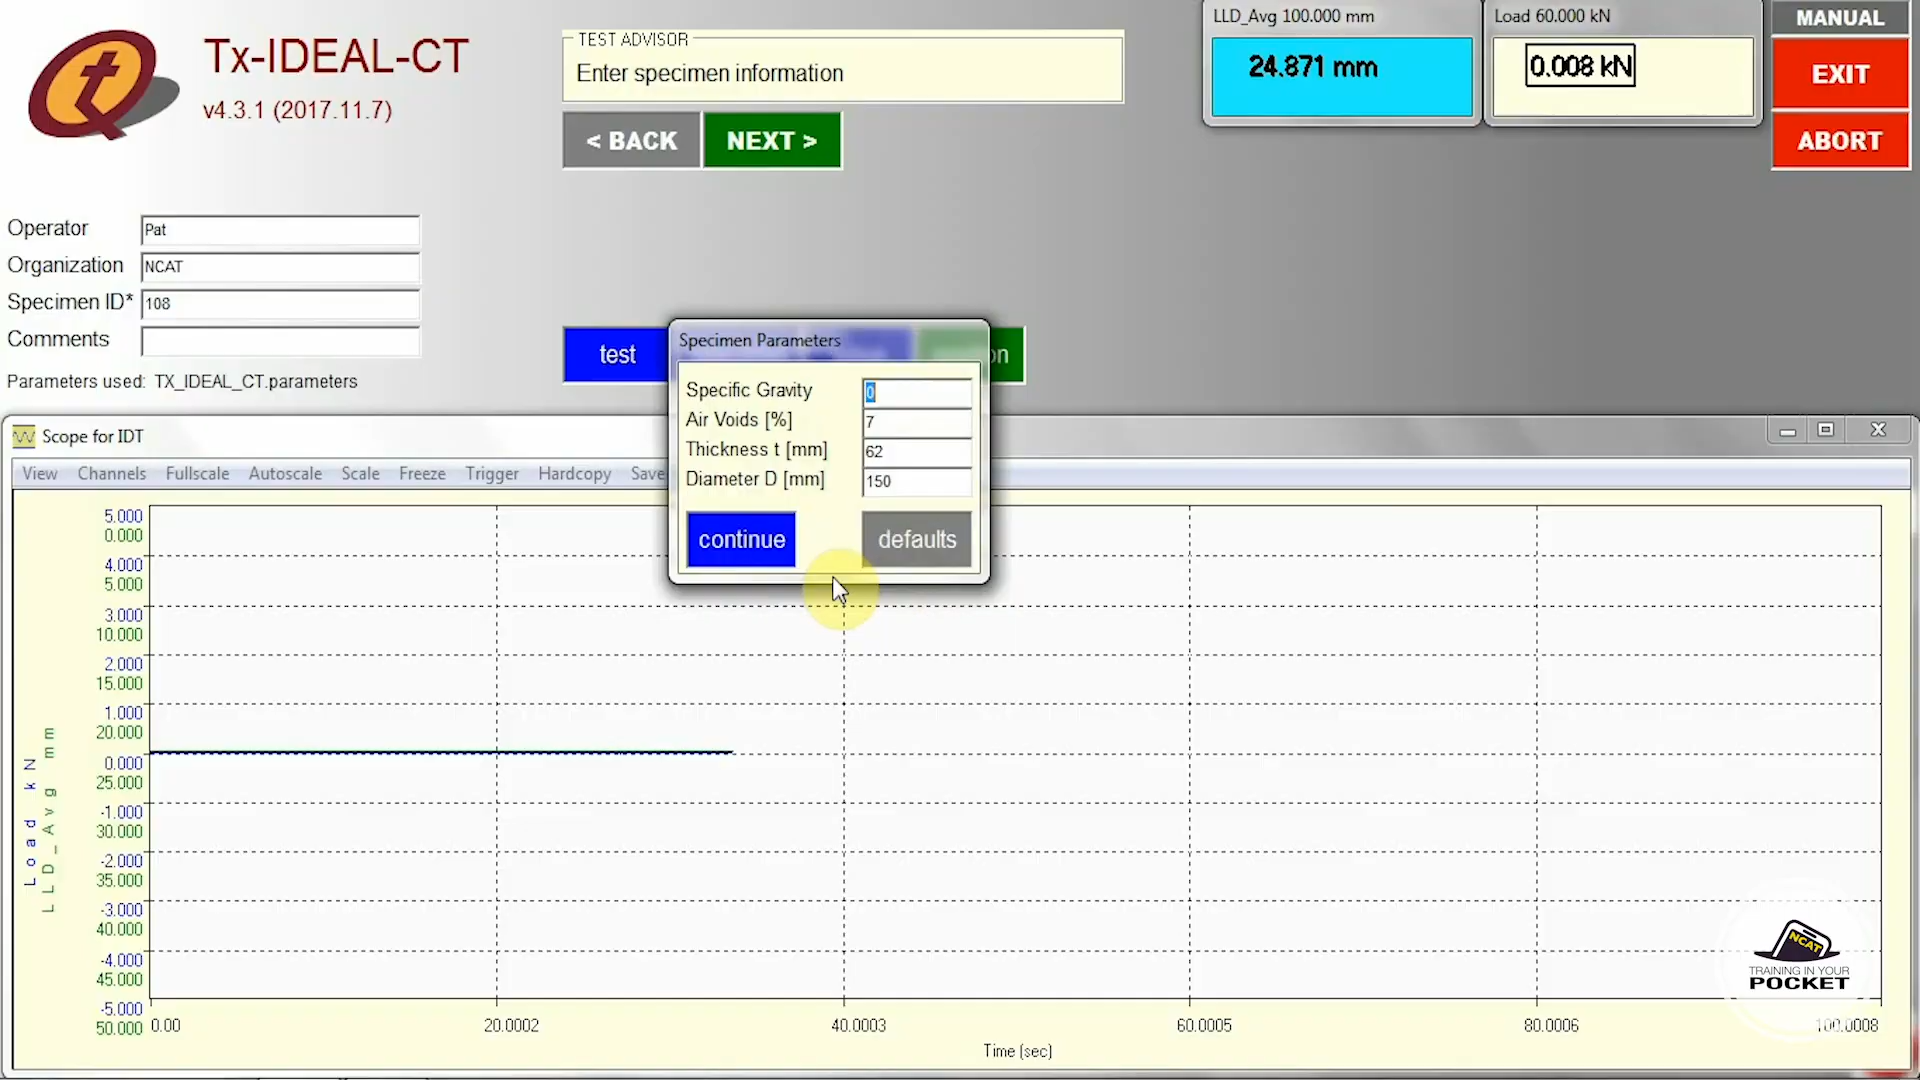 Tx-IDEAL-CT
v4.3.1 (2017.11.7)
TEST ADVISOR
Enter specimen information
< BACK
NEXT >
LLD_Avg 100.000 mm
24.871 mm
Load 60.000 kN
0.008 kN
MANUAL
EXIT
ABORT
Operator
Pat
Organization
NCAT
Specimen ID*
108
Comments
Parameters used: TX_IDEAL_CT.parameters
test
on
Specimen Parameters
Specific Gravity
0
Air Voids [%]
7
Thickness t [mm]
62
Diameter D [mm]
150
continue
defaults
Scope for IDT
View Channels Fullscale Autoscale Scale Freeze Trigger Hardcopy Save
5.000
0.000
4.000
5.000
3.000
10.000
2.000
15.000
1.000
20.000
0.000
25.000
-1.000
30.000
-2.000
35.000
-3.000
40.000
-4.000
45.000
-5.000
50.000
Load kN
LLD_Avg mm
0.00 20.0002 40.0003 60.0005 80.0006 100.0008
Time (sec)
NCAT
TRAINING IN YOUR
POCKET